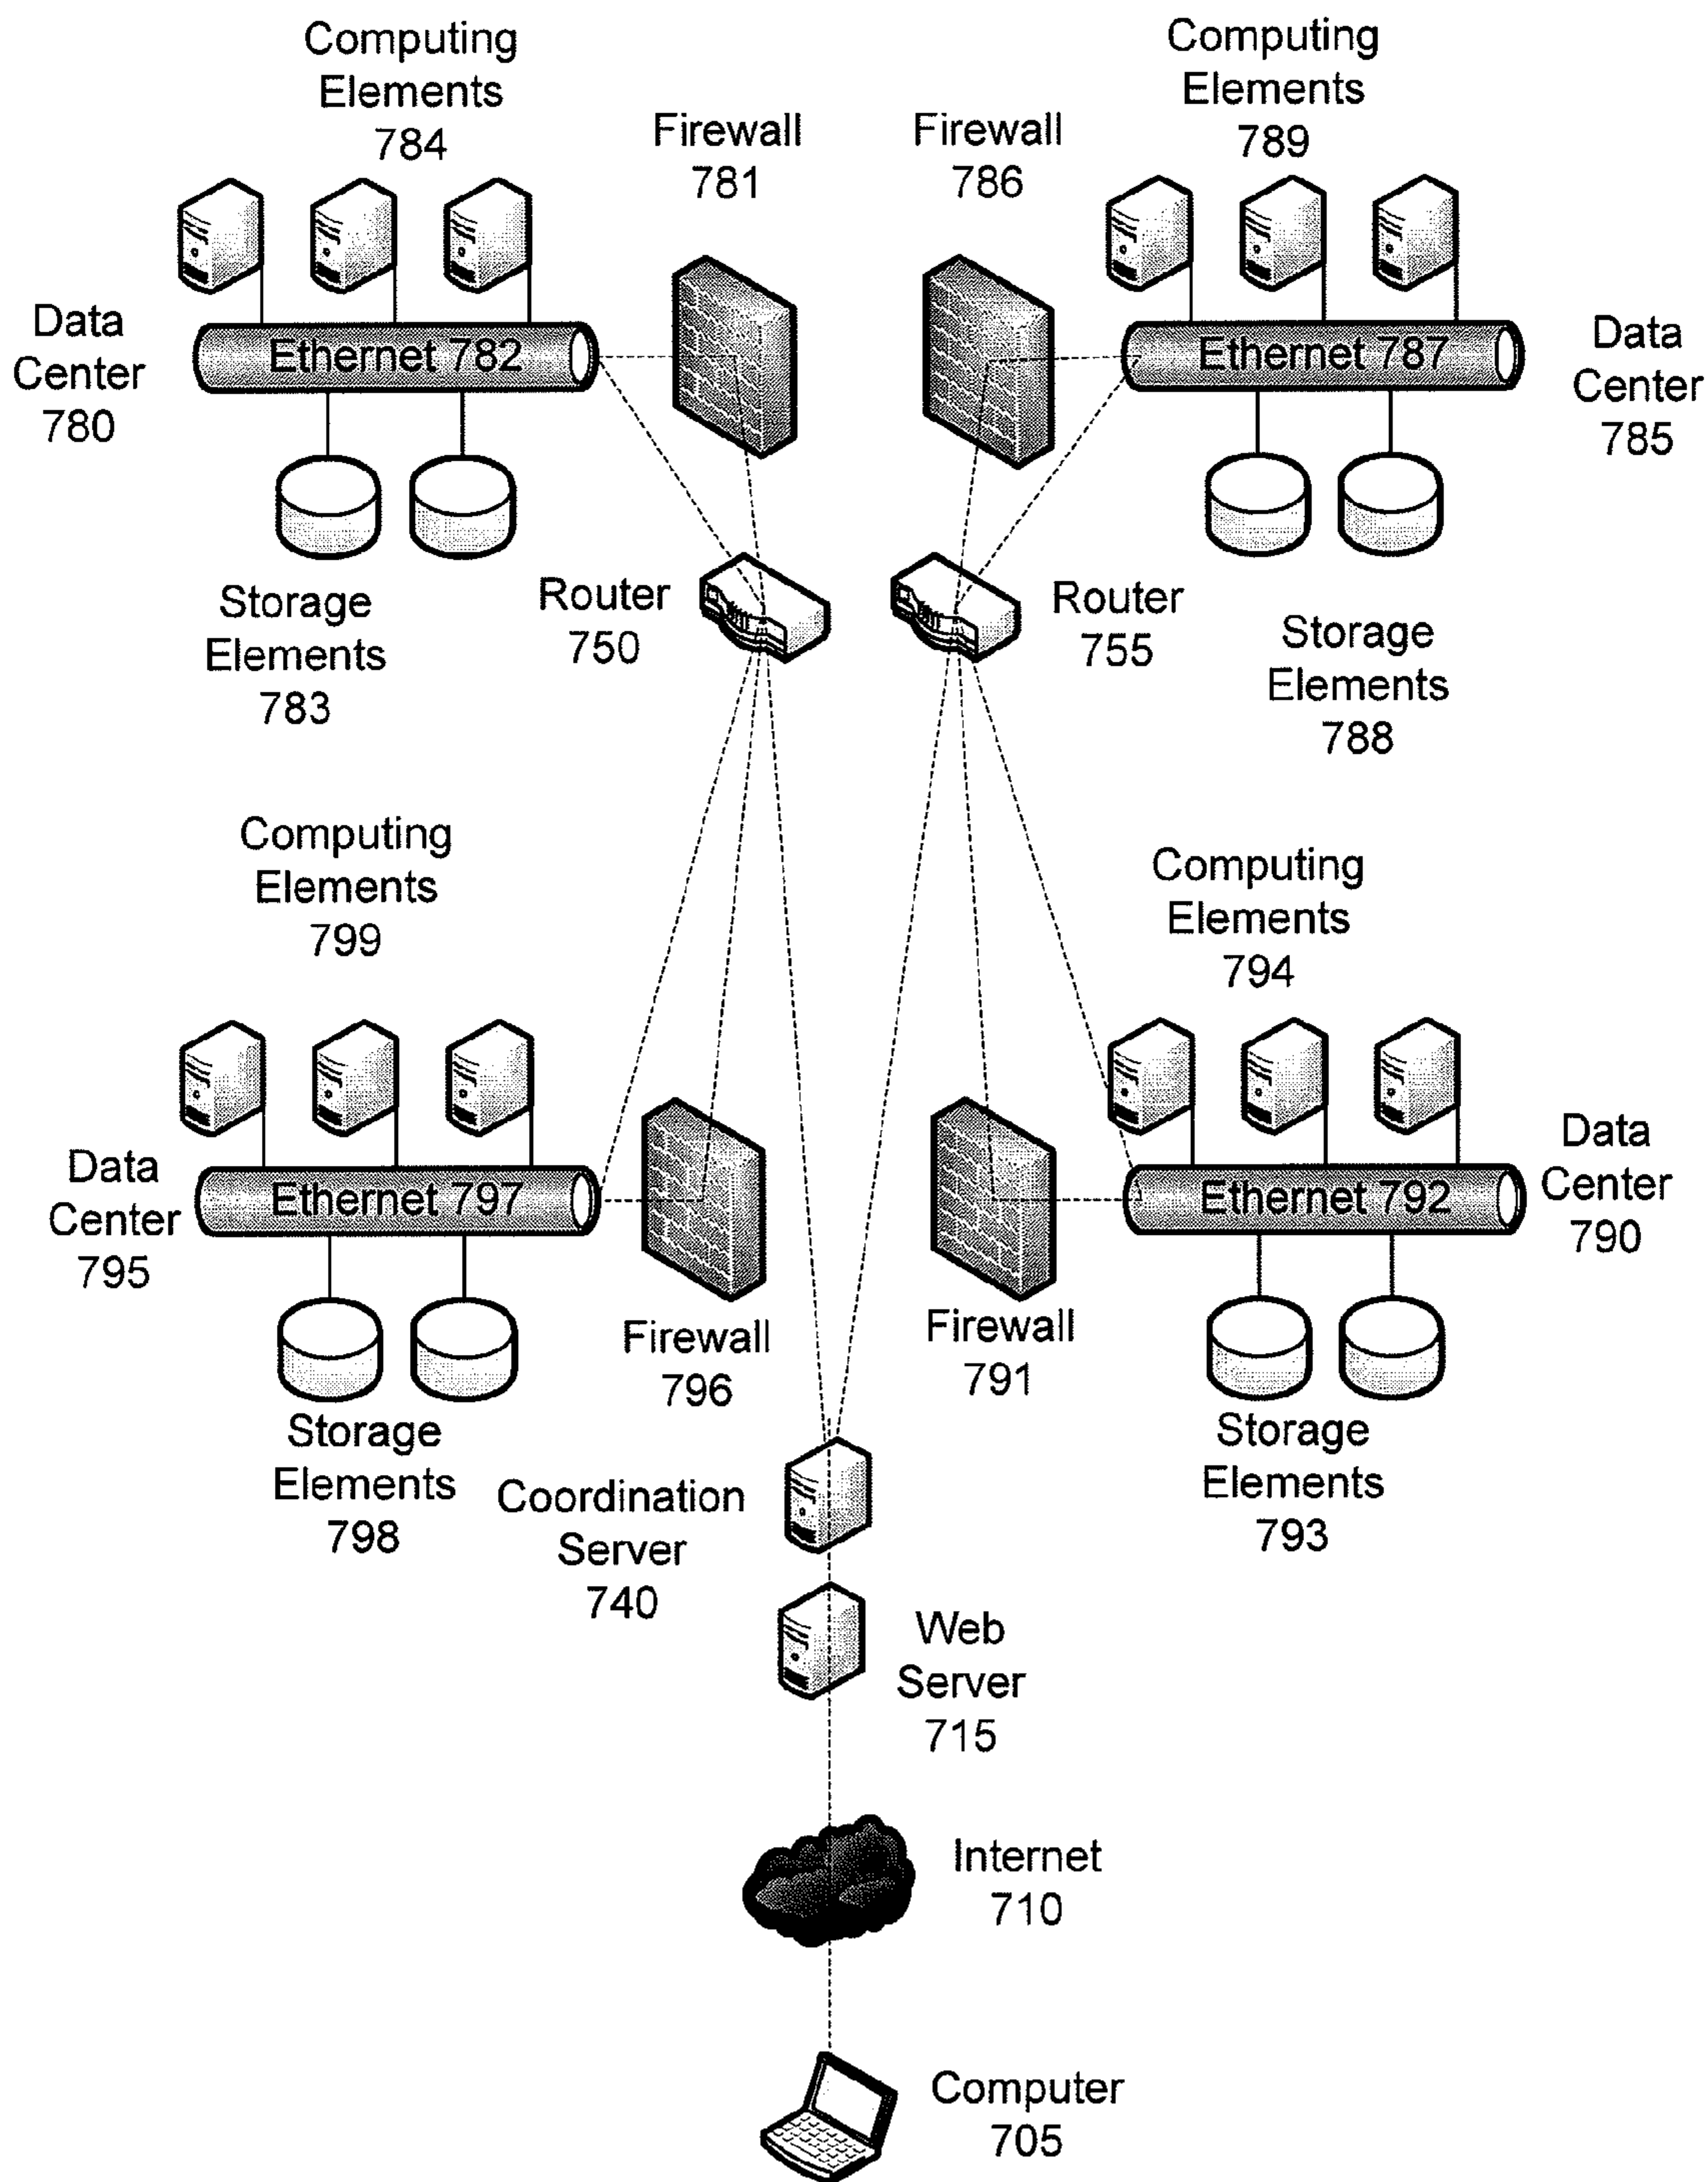 Computing
Elements
784
Firewall
781
Firewall
786
Computing
Elements
789
Data
Center
780
Ethernet 782
Ethernet 787
Data
Center
785
Storage
Elements
783
Router
750
Router
755
Storage
Elements
788
Computing
Elements
799
Computing
Elements
794
Data
Center
795
Ethernet 797
Ethernet 792
Data
Center
790
Firewall
796
Firewall
791
Storage
Elements
798
Coordination
Server
740
Storage
Elements
793
Web
Server
715
Internet
710
Computer
705